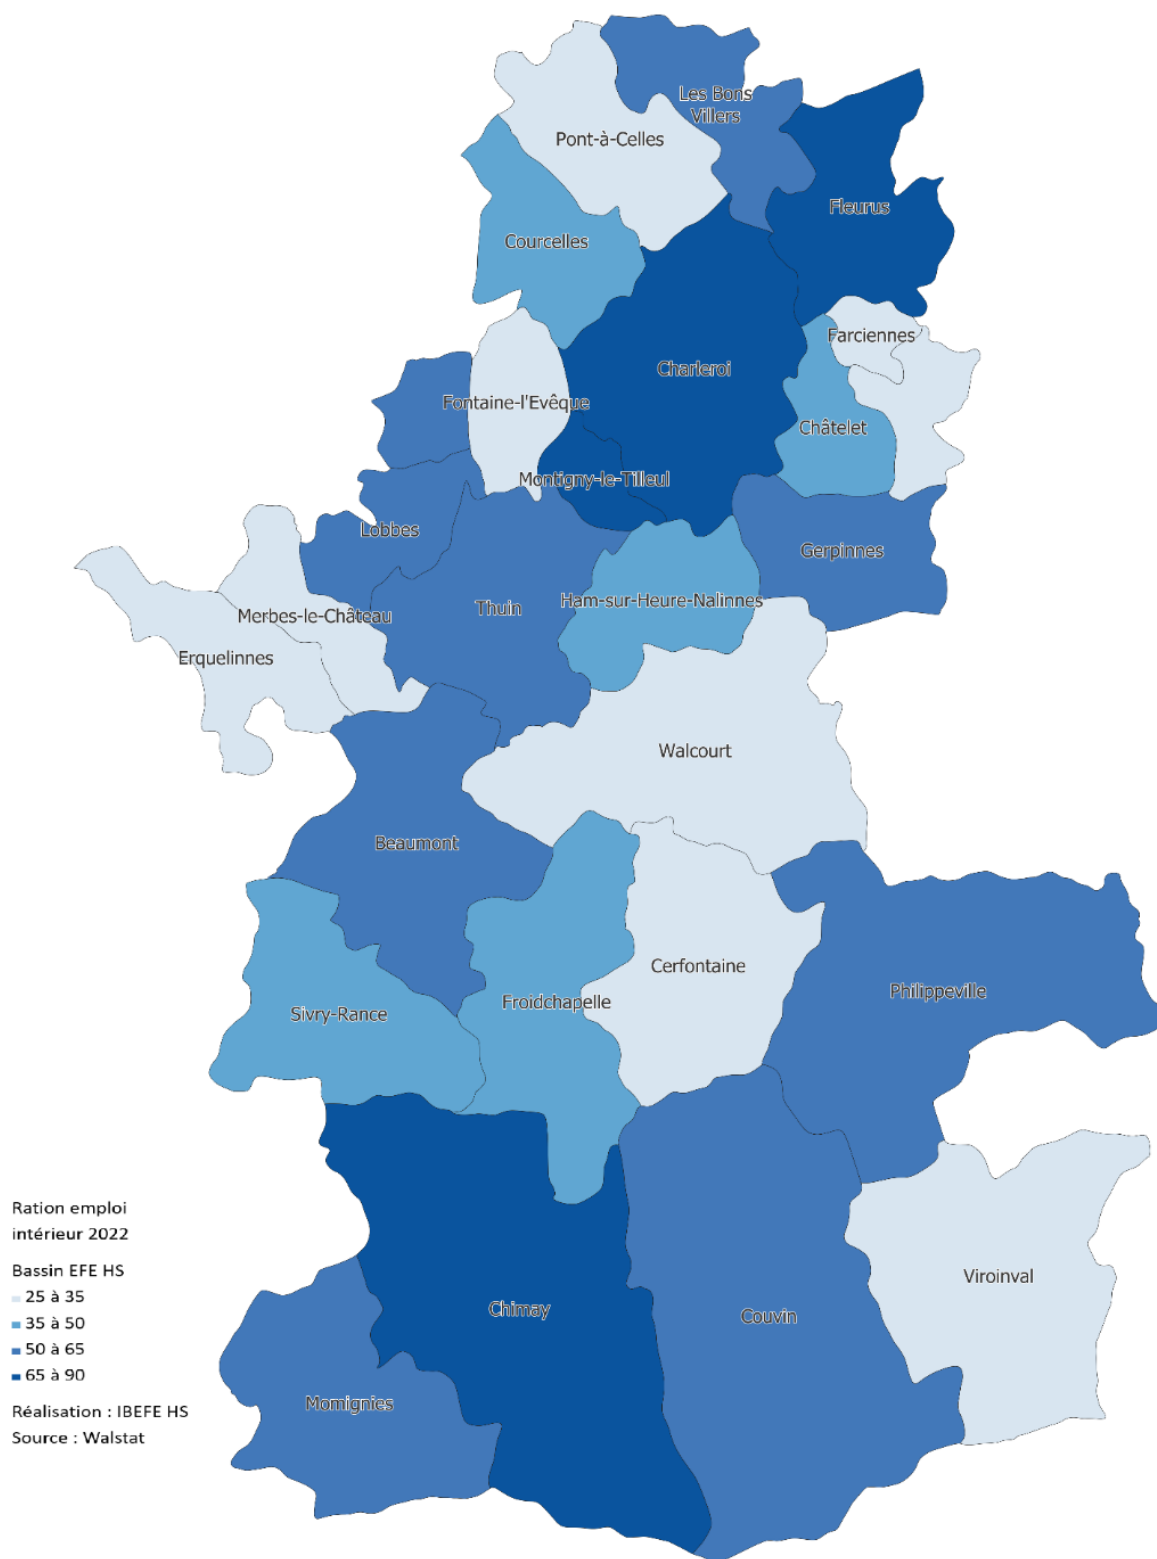 Les Bons
Villers
Pont-à-Celles
Fleurus
Courcelles
Farciennes
Charleroi
Fontaine-l'Evêque
Châtelet
Montigny-le-Tilleul
Lobbes
Gerpinnes
Ham-sur-Heure-Nalinnes
Thuin
Merbes-le-Château
Erquelinnes
Walcourt
Beaumont
Cerfontaine
Philippeville
Froidchapelle
Sivry-Rance
Viroinval
Chimay
Couvin
Momignies
Ration emploi
intérieur 2022
Bassin EFE HS
25 à 35
35 à 50
50 à 65
65 à 90
Réalisation : IBEFE HS
Source : Walstat